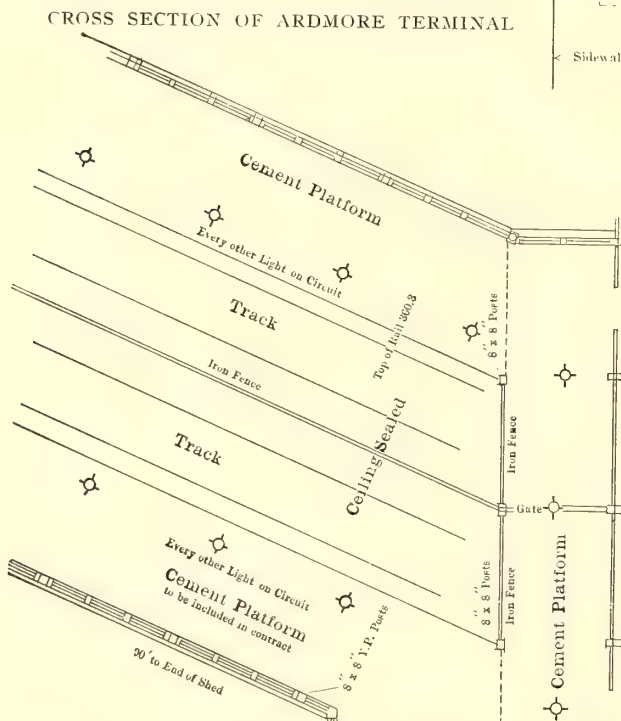 CROSS SECTION OF ARDMORE TERMINAL
Cement Platform
Every other Light on Circuit
Track
Top of Rail 360.3
8" x 8" Posts
Iron Fence
Iron Fence
Ceiling Sealed
Track
Gate
Every other Light on Circuit
Cement Platform
to be included in contract
8" x 8" Posts
Iron Fence
Cement Platform
8" x 8" Y.P. Posts
90' to End of Shed